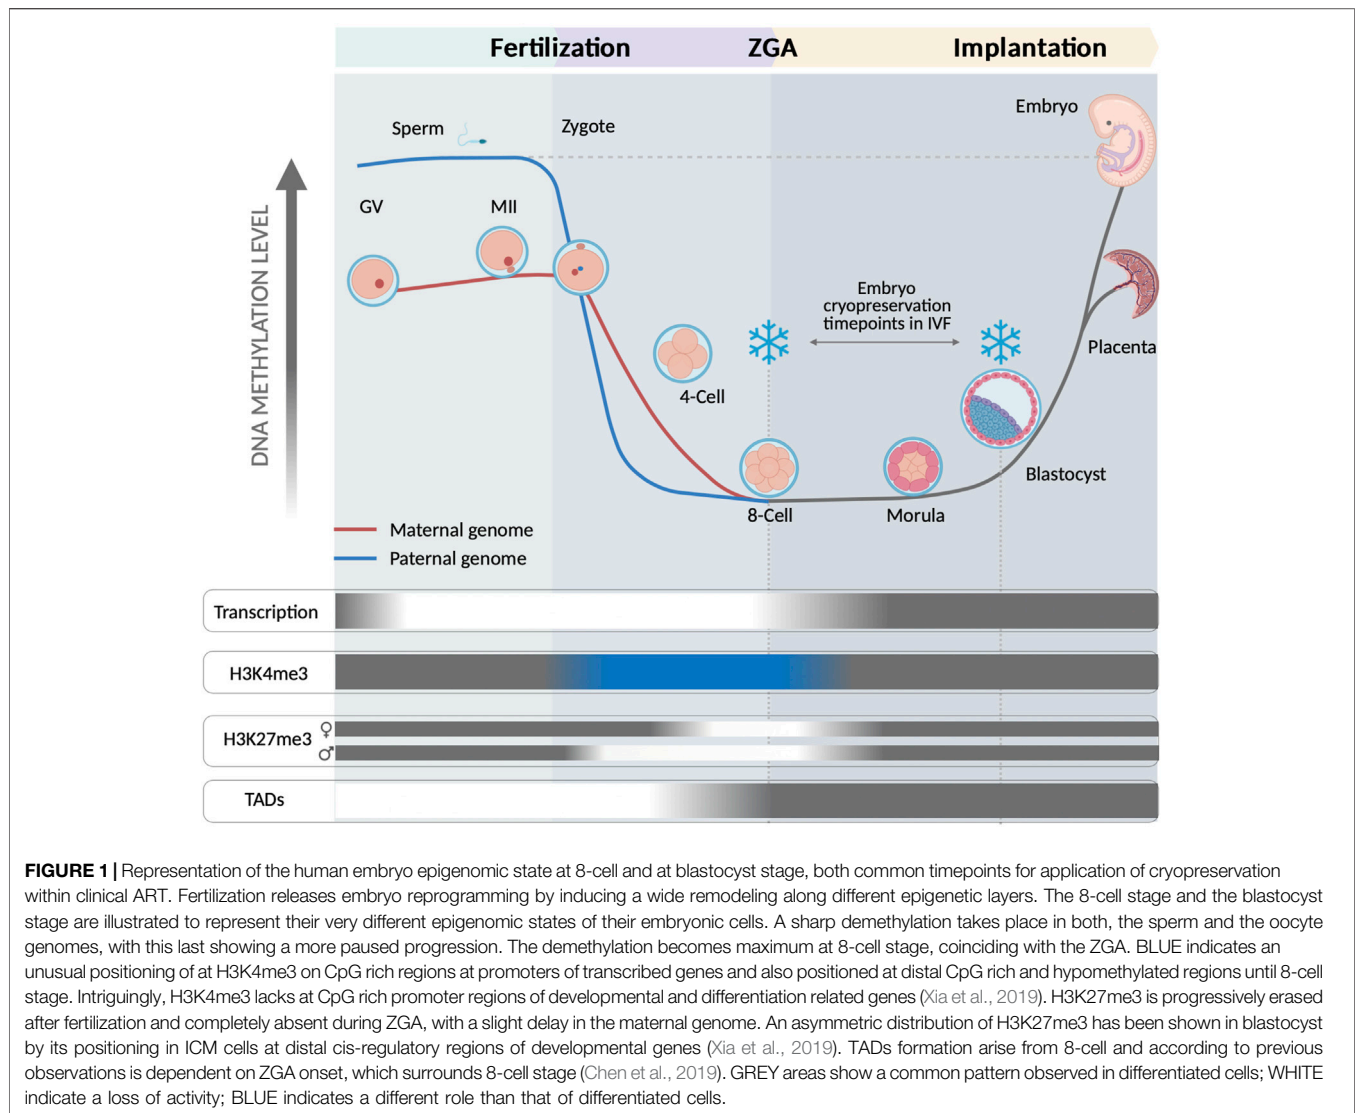 Fertilization
ZGA
Implantation
Embryo
Sperm
Zygote
GV
MII
DNA METHYLATION LEVEL
Embryo
cryopreservation
timepoints in IVF
Placenta
4-Cell
Blastocyst
8-Cell
Morula
Maternal genome
Paternal genome
Transcription
H3K4me3
H3K27me3
♀
♂
TADs
FIGURE 1 | Representation of the human embryo epigenomic state at 8-cell and at blastocyst stage, both common timepoints for application of cryopreservation
within clinical ART. Fertilization releases embryo reprogramming by inducing a wide remodeling along different epigenetic layers. The 8-cell stage and the blastocyst
stage are illustrated to represent their very different epigenomic states of their embryonic cells. A sharp demethylation takes place in both, the sperm and the oocyte
genomes, with this last showing a more paused progression. The demethylation becomes maximum at 8-cell stage, coinciding with the ZGA. BLUE indicates an
unusual positioning of at H3K4me3 on CpG rich regions at promoters of transcribed genes and also positioned at distal CpG rich and hypomethylated regions until 8-cell
stage. Intriguingly, H3K4me3 lacks at CpG rich promoter regions of developmental and differentiation related genes (Xia et al., 2019). H3K27me3 is progressively erased
after fertilization and completely absent during ZGA, with a slight delay in the maternal genome. An asymmetric distribution of H3K27me3 has been shown in blastocyst
by its positioning in ICM cells at distal cis-regulatory regions of developmental genes (Xia et al., 2019). TADs formation arise from 8-cell and according to previous
observations is dependent on ZGA onset, which surrounds 8-cell stage (Chen et al., 2019). GREY areas show a common pattern observed in differentiated cells; WHITE
indicate a loss of activity; BLUE indicates a different role than that of differentiated cells.